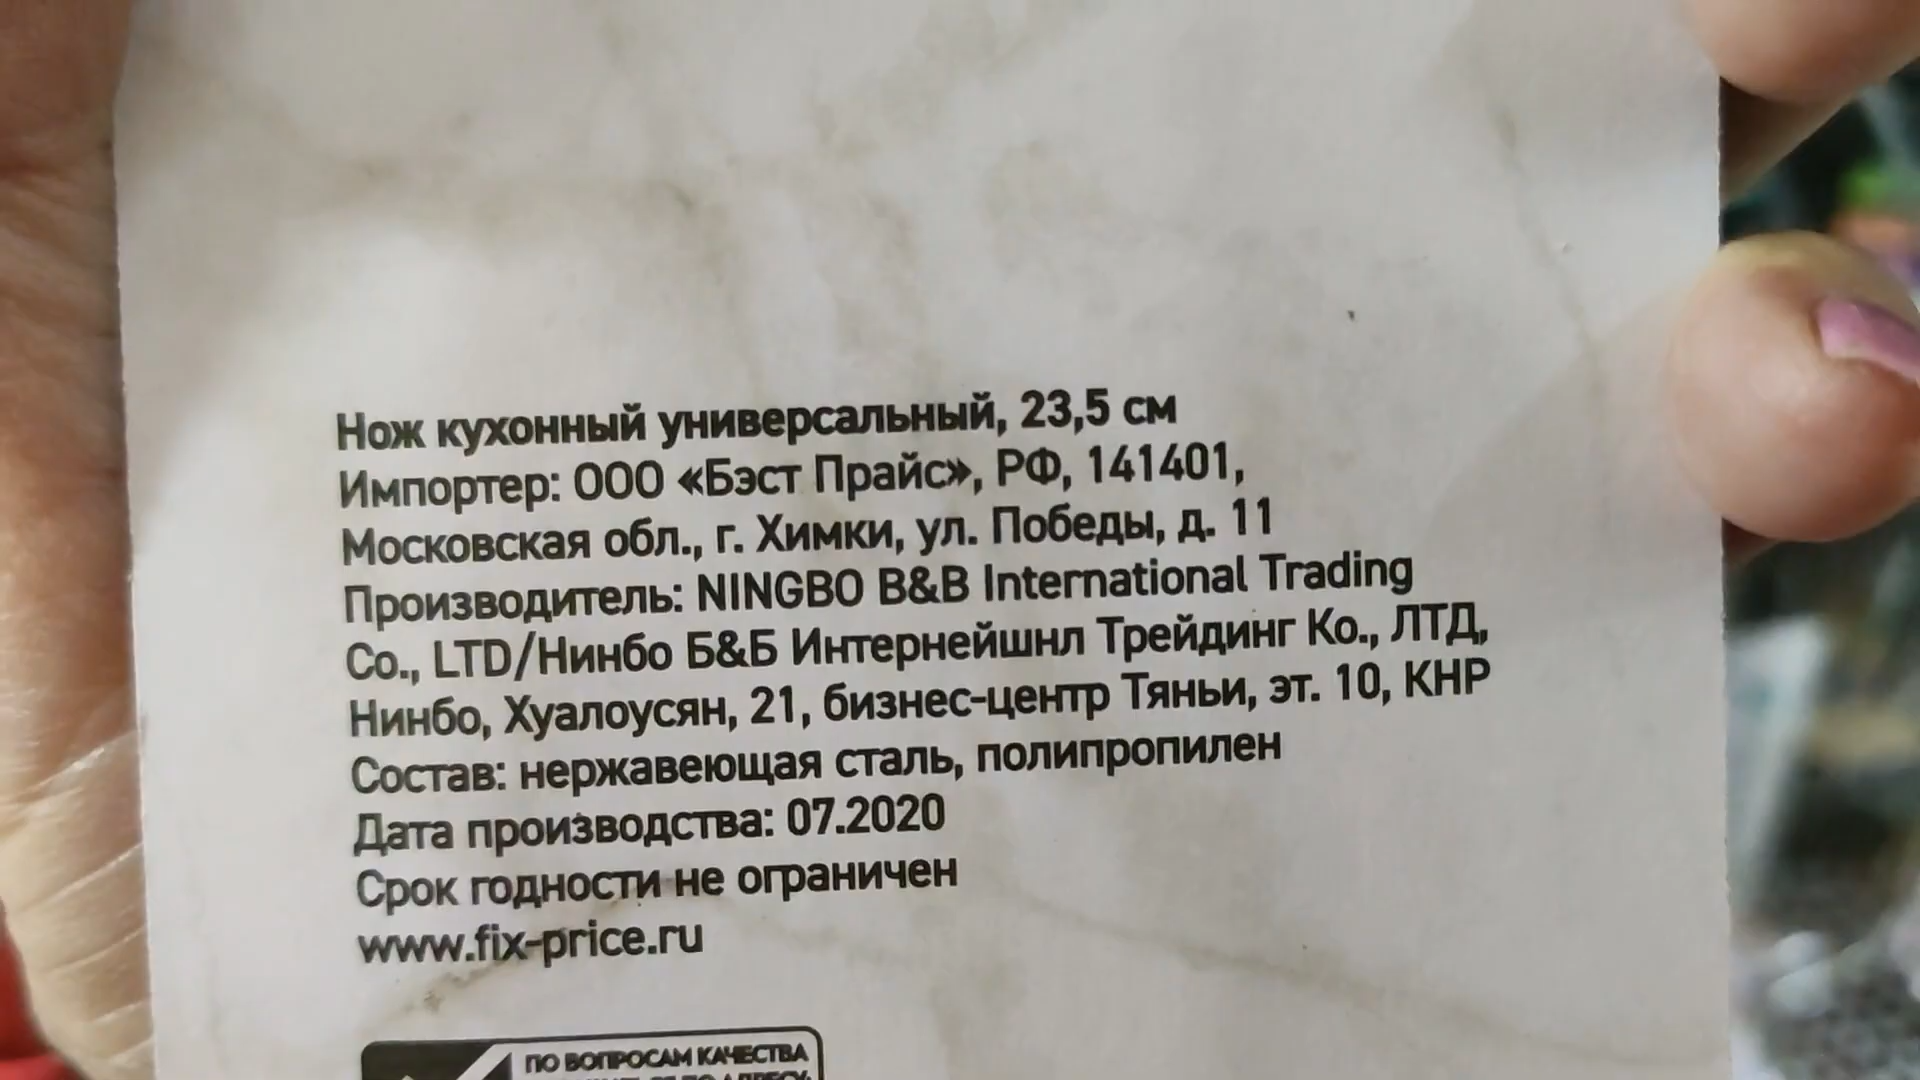 Нож кухонный универсальный, 23,5 см
Импортер: ООО «Бэст Прайс», РФ, 141401,
Московская обл., г. Химки, ул. Победы, д. 11
Производитель: NINGBO B&B International Trading
Co., LTD/Нинбо Б&Б Интернейшнл Трейдинг Ко., ЛТД,
Нинбо, Хуалоусян, 21, бизнес-центр Тяньи, эт. 10, КНР
Состав: нержавеющая сталь, полипропилен
Дата производства: 07.2020
Срок годности не ограничен
www.fix-price.ru
ПО ВОПРОСАМ КАЧЕСТВА